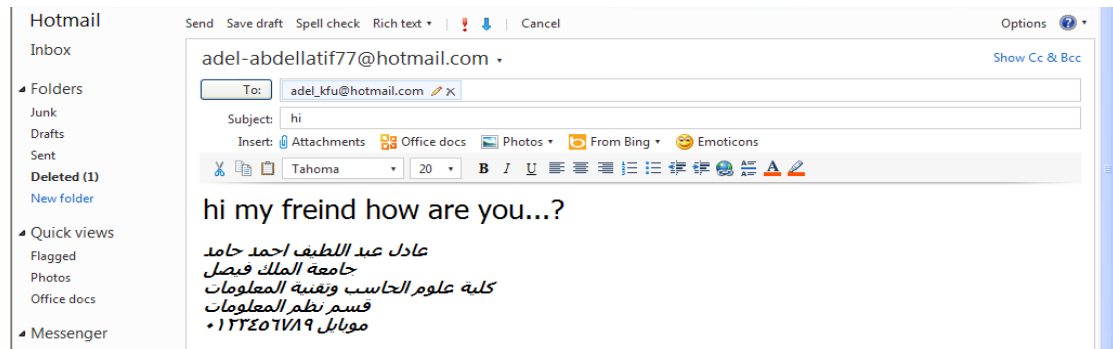 Hotmail
Send Save draft Spell check Rich text Cancel Options
Inbox
adel-abdellatif77@hotmail.com
Show Cc & Bcc
Folders
To: adel_kfu@hotmail.com
Junk
Subject: hi
Drafts
Insert: Attachments Office docs Photos From Bing Emoticons
Sent
Tahoma 20 B I U A
Deleted (1)
New folder
hi my freind how are you...?
Quick views
Flagged
Photos
Office docs
Messenger
عادل عبد اللطيف احمد حامد
جامعة الملك فيصل
كلية علوم الحاسب وتقنية المعلومات
قسم نظم المعلومات
موبايل ٠١٢٣٤٥٦٧٨٩